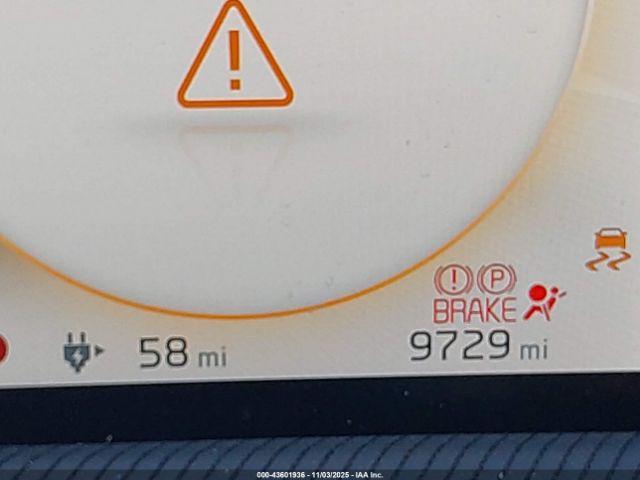 !
! P
BRAKE
58 mi
9729 mi
000-43601936 - 11/03/2025 - IAA Inc.